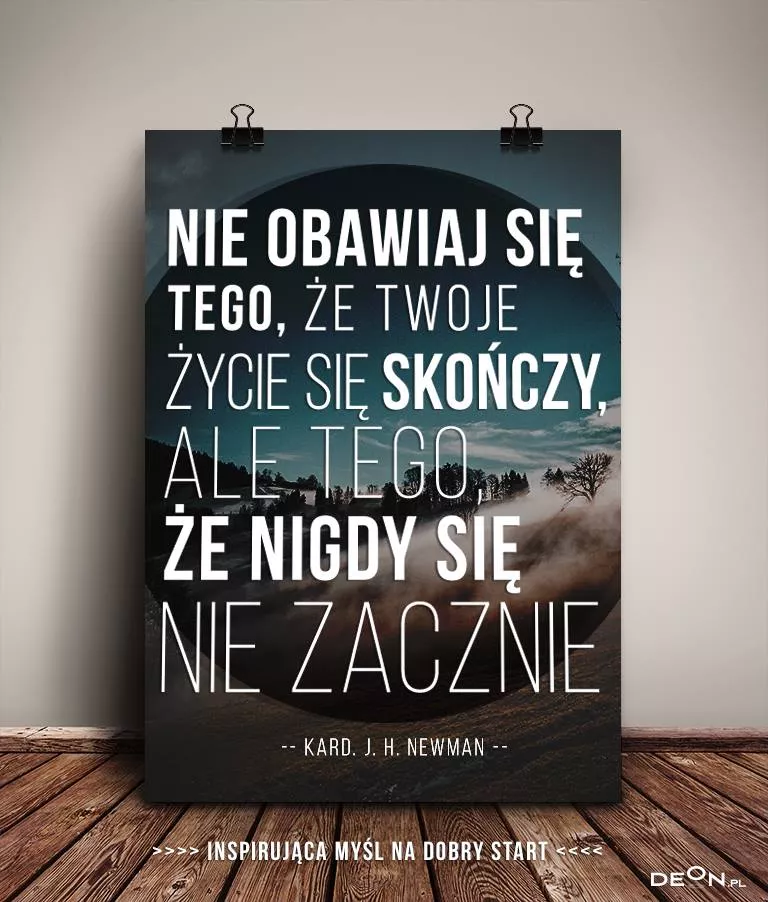 NIE OBAWIAJ SIĘ
TEGO, ŻE TWOJE
ŻYCIE SIĘ SKOŃCZY,
ALE TEGO,
ŻE NIGDY SIĘ
NIE ZACZNIE
-- KARD. J. H. NEWMAN --
>>>> INSPIRUJĄCA MYŚL NA DOBRY START <<<<
DEON.PL